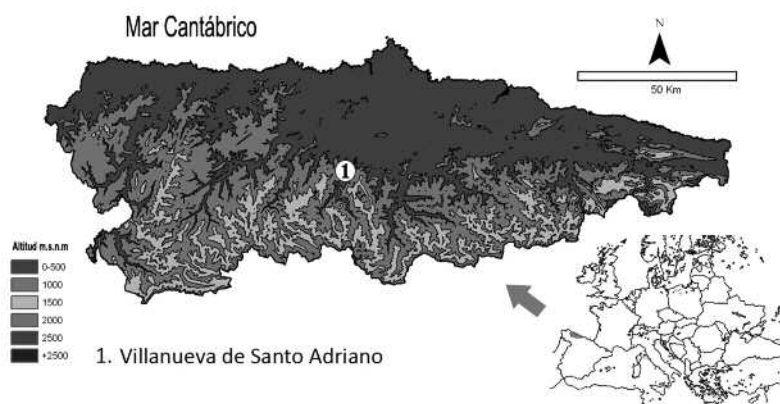 Mar Cantábrico
N
50 Km
1
Altitud m.s.n.m
0-500
1000
1500
2000
2500
+2500
1. Villanueva de Santo Adriano